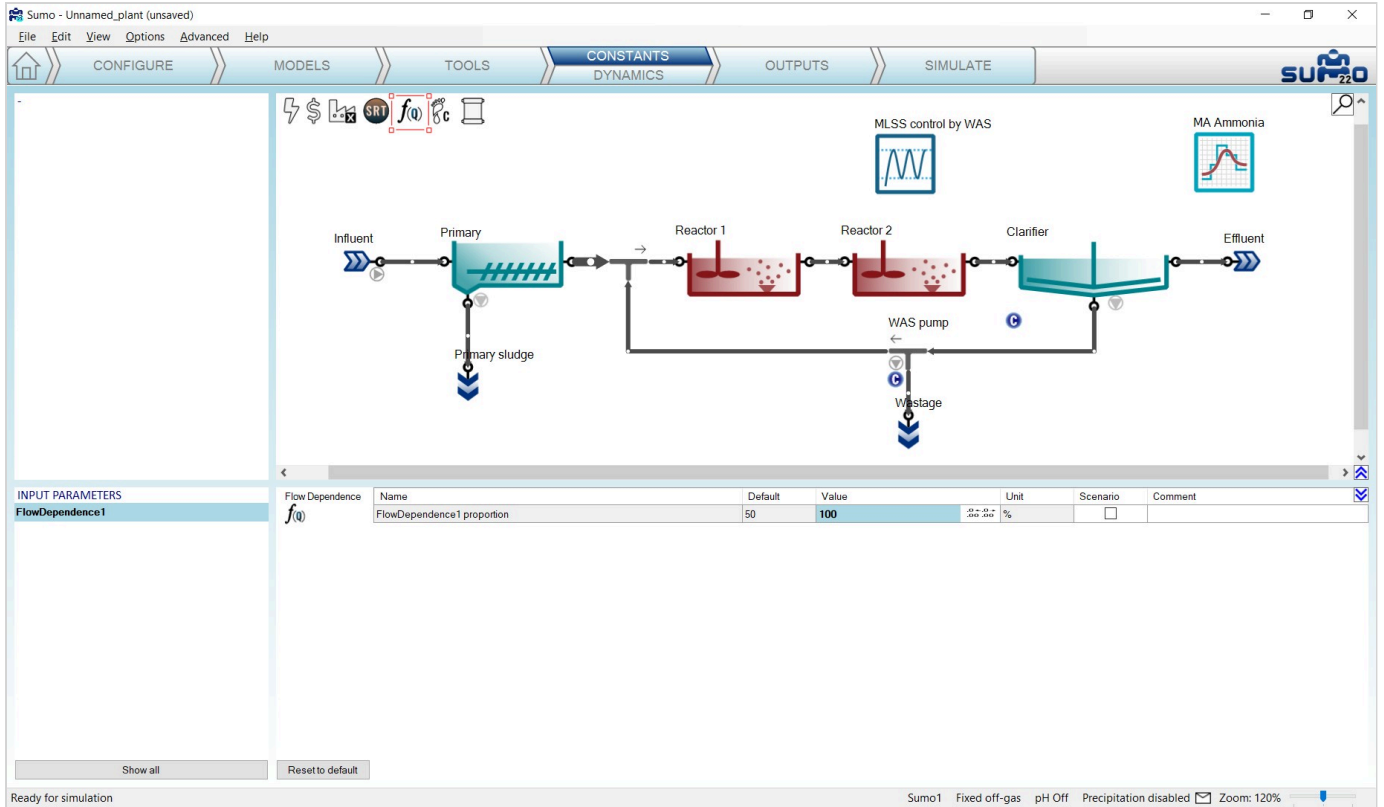 Sumo - Unnamed_plant (unsaved)
File Edit View Options Advanced Help
CONFIGURE MODELS TOOLS CONSTANTS DYNAMICS OUTPUTS SIMULATE
SUMO 22
-
$ SRT f(Q) C
MLSS control by WAS
MA Ammonia
Influent
Primary
Reactor 1
Reactor 2
Clarifier
Effluent
WAS pump
C
C
Primary sludge
Wastage
INPUT PARAMETERS
FlowDependence1
Flow Dependence Name Default Value Unit Scenario Comment
f(Q) FlowDependence1 proportion 50 100 %
Show all
Reset to default
Ready for simulation
Sumo1 Fixed off-gas pH Off Precipitation disabled Zoom: 120%